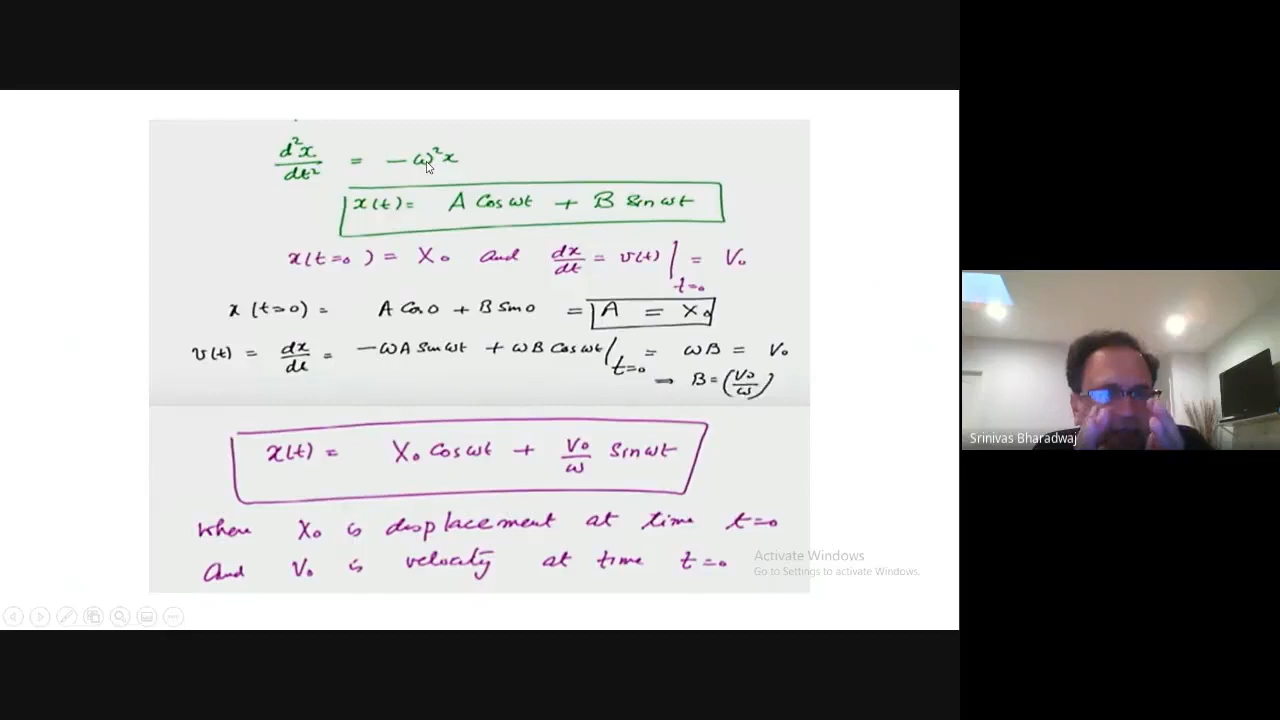 d²x/dt² = − ω²x
x(t) = A Cos ωt + B Sin ωt
x(t=0) = X₀ and dx/dt = v(t)|t=0 = V₀
x (t=0) = A Cos 0 + B Sin 0 = A = X₀
v(t) = dx/dt = −ωA Sin ωt + ωB Cos ωt/t=0 = ωB = V₀
→ B = (V₀/ω)
x(t) = X₀ Cos ωt + V₀/ω Sin ωt
Where X₀ is displacement at time t=0
And V₀ is velocity at time t=0
Activate Windows
Go to Settings to activate Windows.
Srinivas Bharadwaj